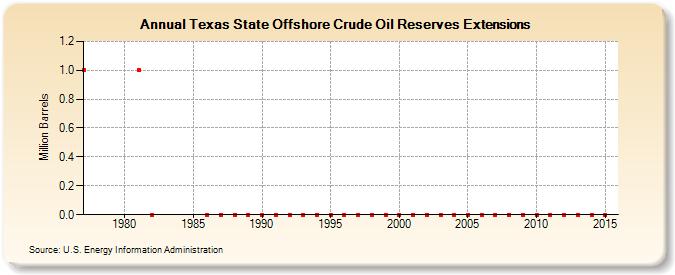 Annual Texas State Offshore Crude Oil Reserves Extensions
Million Barrels
1.2
1.0
0.8
0.6
0.4
0.2
0.0
1980 1985 1990 1995 2000 2005 2010 2015
Source: U.S. Energy Information Administration